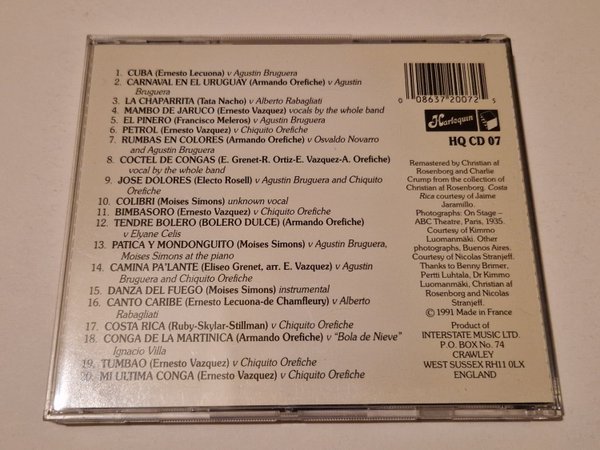 1. CUBA (Ernesto Lecuona) v Agustin Bruguera
2. CARNAVAL EN EL URUGUAY (Armando Orefiche) v Agustin
Bruguera
3. LA CHAPARRITA (Tata Nacho) v Alberto Rabagliati
4. MAMBO DE JARUCO (Ernesto Vazquez) vocals by the whole band
5. EL PINERO (Francisco Meleros) v Agustin Bruguera
6. PETROL (Ernesto Vazquez) v Chiquito Orefiche
7. RUMBAS EN COLORES (Armando Orefiche) v Osvaldo Novarro
and Agustin Bruguera
8. COCTEL DE CONGAS (E. Grenet-R. Ortiz-E. Vazquez-A. Orefiche)
vocal by the whole band
9. JOSE DOLORES (Electo Rosell) v Agustin Bruguera and Chiquito
Orefiche
10. COLIBRI (Moises Simons) unknown vocal
11. BIMBASORO (Ernesto Vazquez) v Chiquito Orefiche
12. TENDRE BOLERO (BOLERO DULCE) (Armando Orefiche)
v Elyane Celis
13. PATICA Y MONDONGUITO (Moises Simons) v Agustin Bruguera,
Moises Simons at the piano
14. CAMINA PA'LANTE (Eliseo Grenet, arr. E. Vazquez) v Agustin
Bruguera and Chiquito Orefiche
15. DANZA DEL FUEGO (Moises Simons) instrumental
16. CANTO CARIBE (Ernesto Lecuona-de Chamfleury) v Alberto
Rabagliati
17. COSTA RICA (Ruby-Skylar-Stillman) v Chiquito Orefiche
18. CONGA DE LA MARTINICA (Armando Orefiche) v "Bola de Nieve"
Ignacio Villa
19. TUMBAO (Ernesto Vazquez) v Chiquito Orefiche
20. MI ULTIMA CONGA (Ernesto Vazquez) v Chiquito Orefiche
0 08637 20072 5
Harlequin
HQ CD 07
Remastered by Christian af
Rosenborg and Charlie
Crump from the collection of
Christian af Rosenborg. Costa
Rica courtesy of Jaime
Jaramillo.
Photographs: On Stage –
ABC Theatre, Paris, 1935.
Courtesy of Kimmo
Luomanmäki. Other
photographs, Buenos Aires.
Courtesy of Nicolas Stranjeff.
Thanks to Benny Brimer,
Pertti Luhtala, Dr Kimmo
Luomanmäki, Christian af
Rosenborg and Nicolas
Stranjeff.
© 1991 Made in France
Product of
INTERSTATE MUSIC LTD.
P.O. BOX No. 74
CRAWLEY
WEST SUSSEX RH11 0LX
ENGLAND